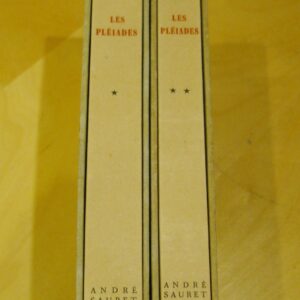 LES
PLÉIADES
*
ANDRÉ
SAURET
LES
PLÉIADES
* *
ANDRÉ
SAURET